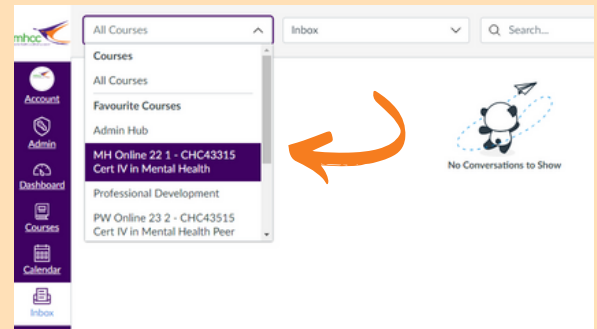 mhcc
All Courses
Inbox
Search...
Courses
All Courses
Favourite Courses
Admin Hub
MH Online 22 1 - CHC43315
Cert IV in Mental Health
Professional Development
PW Online 23 2 - CHC43515
Cert IV in Mental Health Peer
Account
Admin
Dashboard
Courses
Calendar
Inbox
No Conversations to Show